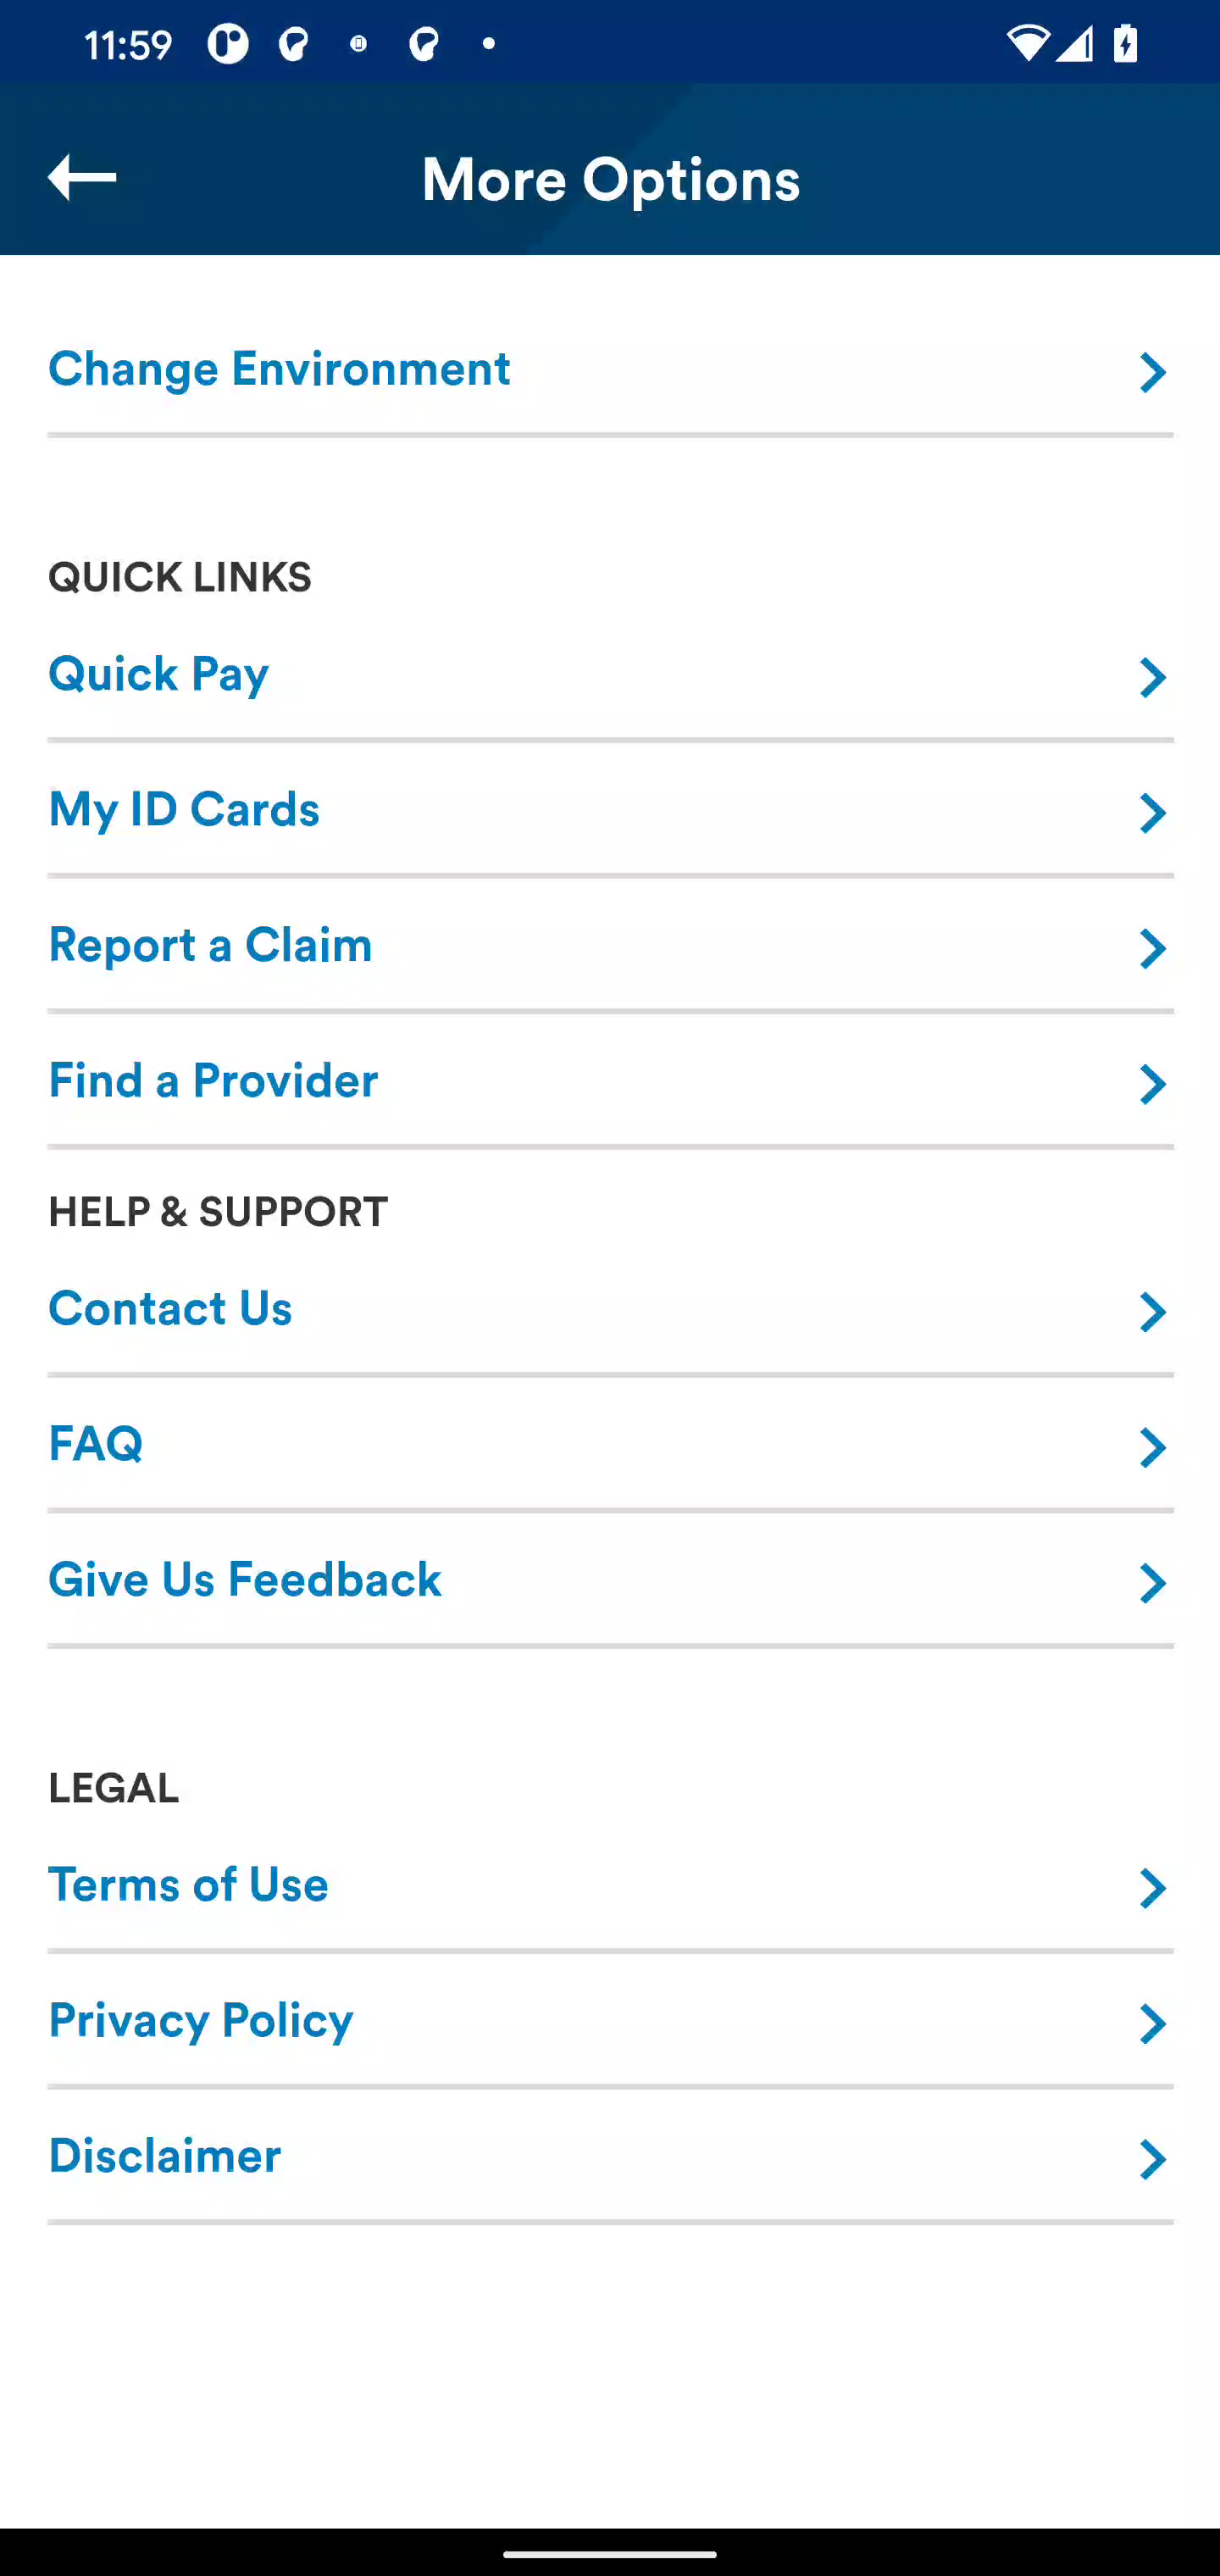 11:59
More Options
Change Environment
QUICK LINKS
Quick Pay
My ID Cards
Report a Claim
Find a Provider
HELP & SUPPORT
Contact Us
FAQ
Give Us Feedback
LEGAL
Terms of Use
Privacy Policy
Disclaimer